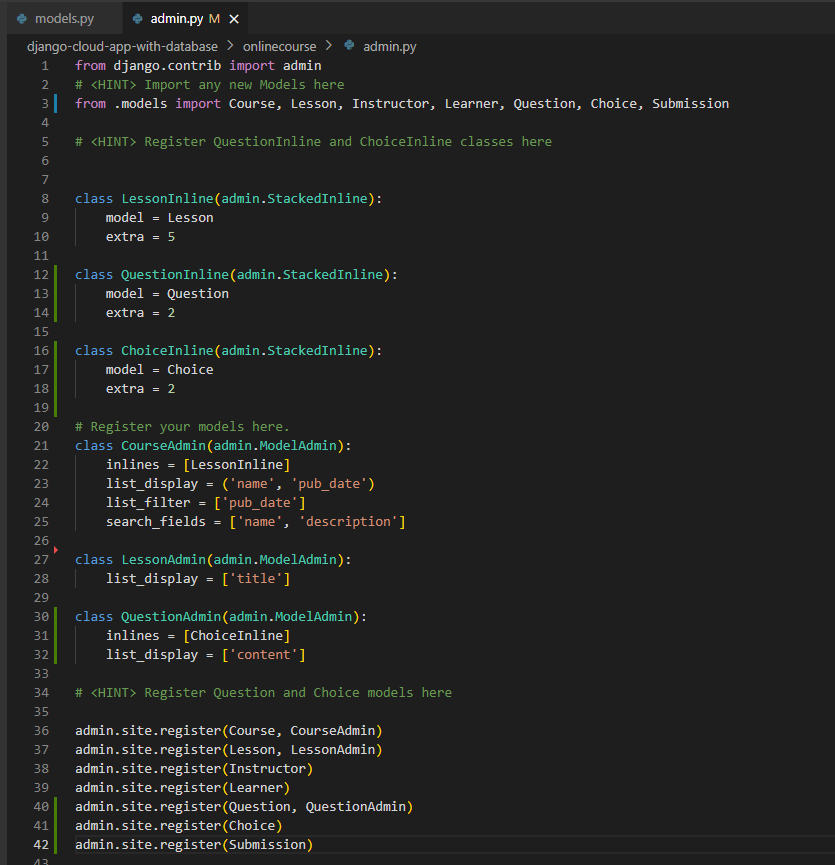 models.py
admin.py M ×
django-cloud-app-with-database > onlinecourse > admin.py
1 from django.contrib import admin
2 # <HINT> Import any new Models here
3 from .models import Course, Lesson, Instructor, Learner, Question, Choice, Submission
4
5 # <HINT> Register QuestionInline and ChoiceInline classes here
6
7
8 class LessonInline(admin.StackedInline):
9     model = Lesson
10     extra = 5
11
12 class QuestionInline(admin.StackedInline):
13     model = Question
14     extra = 2
15
16 class ChoiceInline(admin.StackedInline):
17     model = Choice
18     extra = 2
19
20 # Register your models here.
21 class CourseAdmin(admin.ModelAdmin):
22     inlines = [LessonInline]
23     list_display = ('name', 'pub_date')
24     list_filter = ['pub_date']
25     search_fields = ['name', 'description']
26
27 class LessonAdmin(admin.ModelAdmin):
28     list_display = ['title']
29
30 class QuestionAdmin(admin.ModelAdmin):
31     inlines = [ChoiceInline]
32     list_display = ['content']
33
34 # <HINT> Register Question and Choice models here
35
36 admin.site.register(Course, CourseAdmin)
37 admin.site.register(Lesson, LessonAdmin)
38 admin.site.register(Instructor)
39 admin.site.register(Learner)
40 admin.site.register(Question, QuestionAdmin)
41 admin.site.register(Choice)
42 admin.site.register(Submission)
43